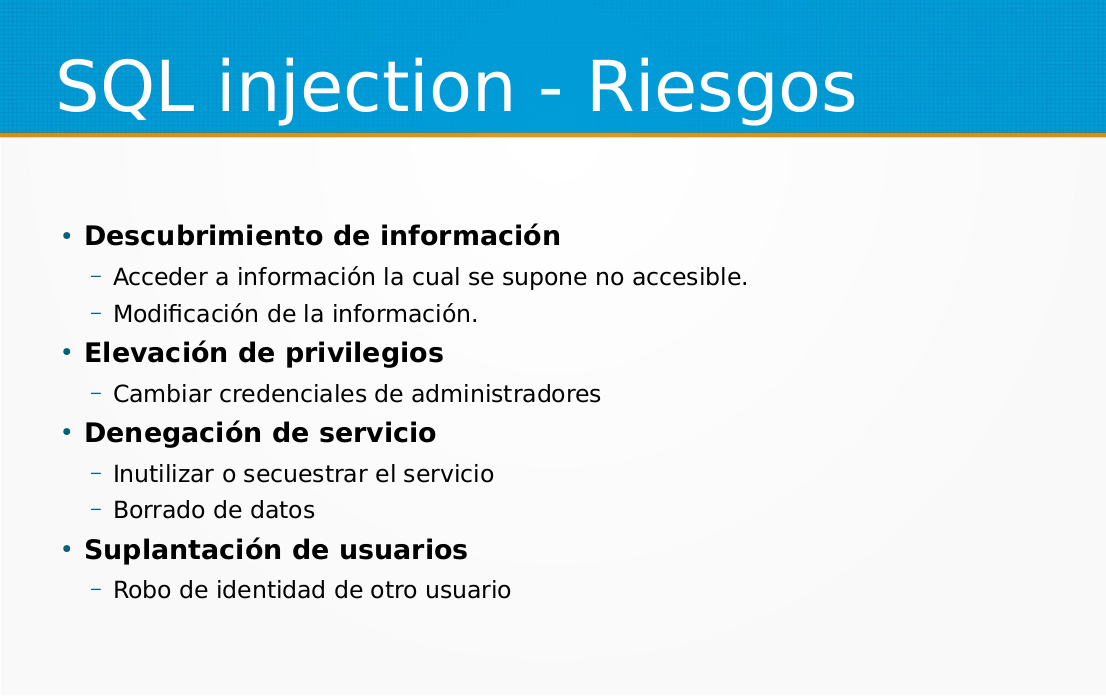 SQL injection - Riesgos
• Descubrimiento de información
– Acceder a información la cual se supone no accesible.
– Modificación de la información.
• Elevación de privilegios
– Cambiar credenciales de administradores
• Denegación de servicio
– Inutilizar o secuestrar el servicio
– Borrado de datos
• Suplantación de usuarios
– Robo de identidad de otro usuario